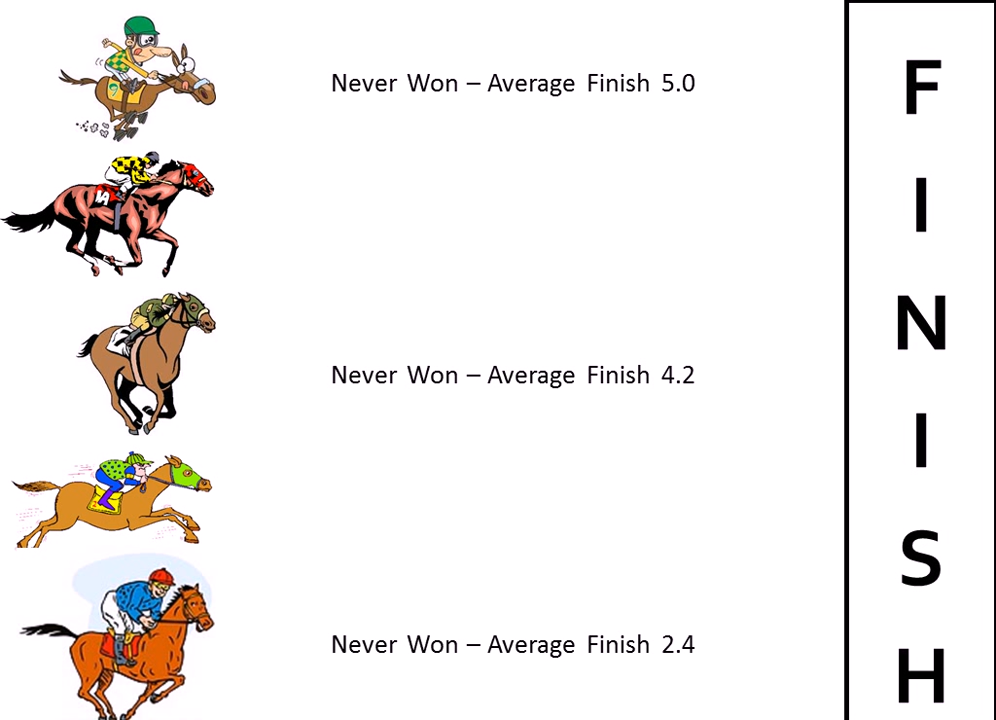 Never Won – Average Finish 5.0
Never Won – Average Finish 4.2
Never Won – Average Finish 2.4
F
I
N
I
S
H